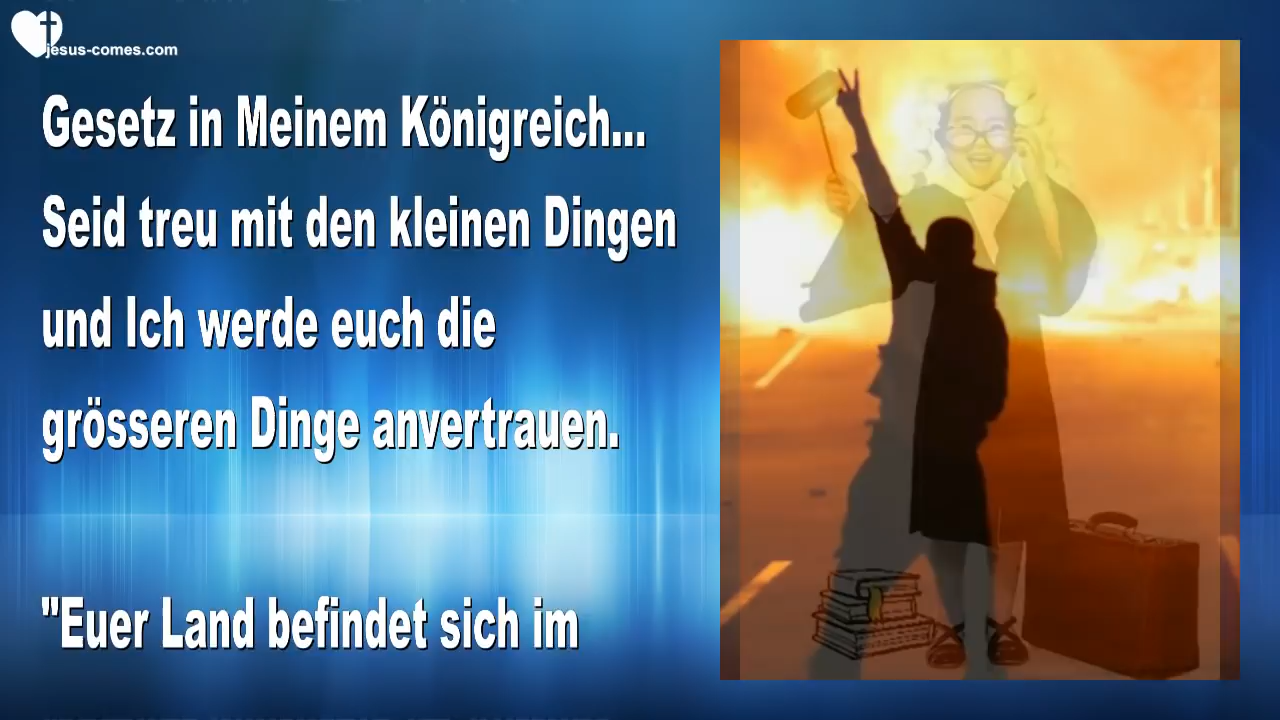 jesus-comes.com
Gesetz in Meinem Königreich...
Seid treu mit den kleinen Dingen
und Ich werde euch die
grösseren Dinge anvertrauen.
"Euer Land befindet sich im